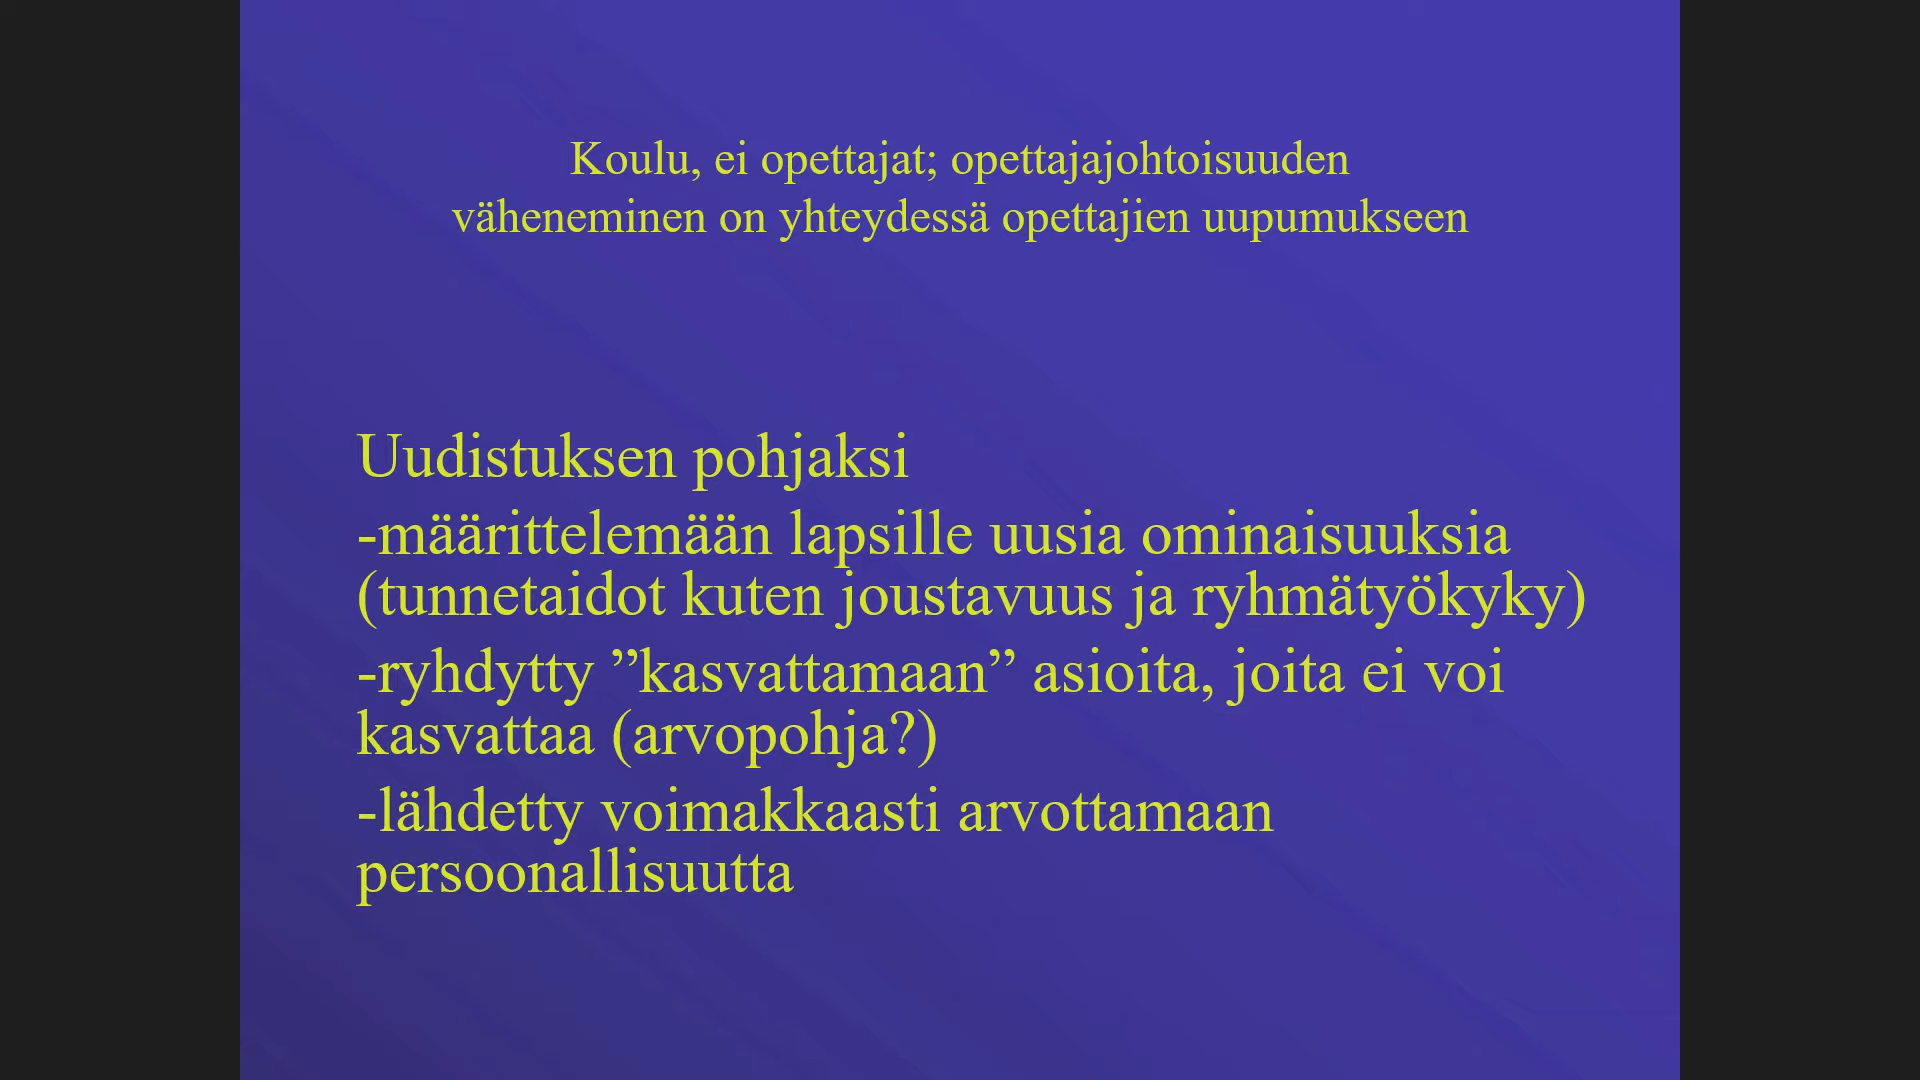 Koulu, ei opettajat; opettajajohtoisuuden
väheneminen on yhteydessä opettajien uupumukseen
Uudistuksen pohjaksi
-määrittelemään lapsille uusia ominaisuuksia
(tunnetaidot kuten joustavuus ja ryhmätyökyky)
-ryhdytty ”kasvattamaan” asioita, joita ei voi
kasvattaa (arvopohja?)
-lähdetty voimakkaasti arvottamaan
persoonallisuutta